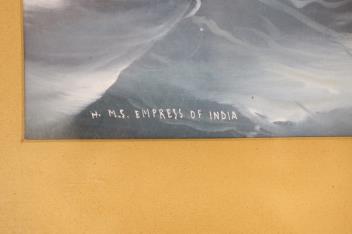 H. M.S. EMPRESS OF INDIA